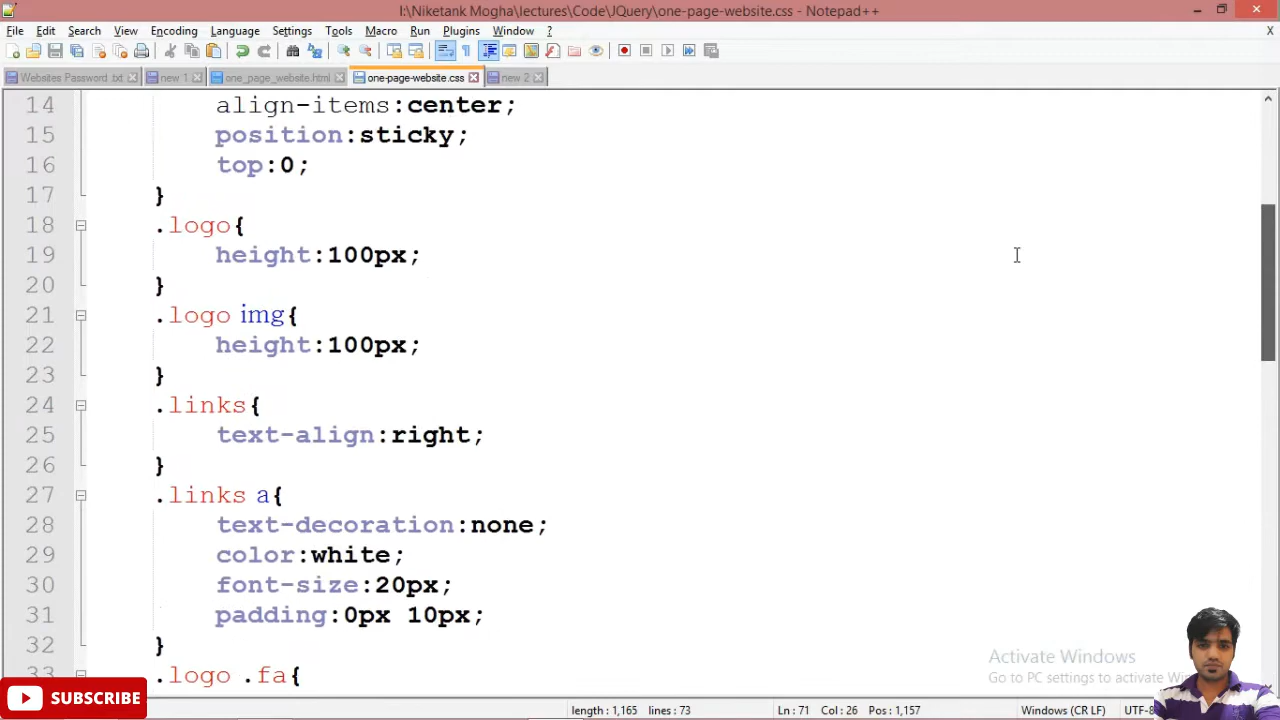 I:\Niketank Mogha\lectures\Code\JQuery\one-page-website.css - Notepad++
File Edit Search View Encoding Language Settings Tools Macro Run Plugins Window ?
Websites Password.txt new 1 one_page_website.html one-page-website.css new 2
14 align-items:center;
15 position:sticky;
16 top:0;
17 }
18 .logo{
19 height:100px;
20 }
21 .logo img{
22 height:100px;
23 }
24 .links{
25 text-align:right;
26 }
27 .links a{
28 text-decoration:none;
29 color:white;
30 font-size:20px;
31 padding:0px 10px;
32 }
33 .logo .fa{
Activate Windows
Go to PC settings to activate
SUBSCRIBE
length : 1,165 lines : 73 Ln : 71 Col : 26 Pos : 1,157 Windows (CR LF) UTF-8